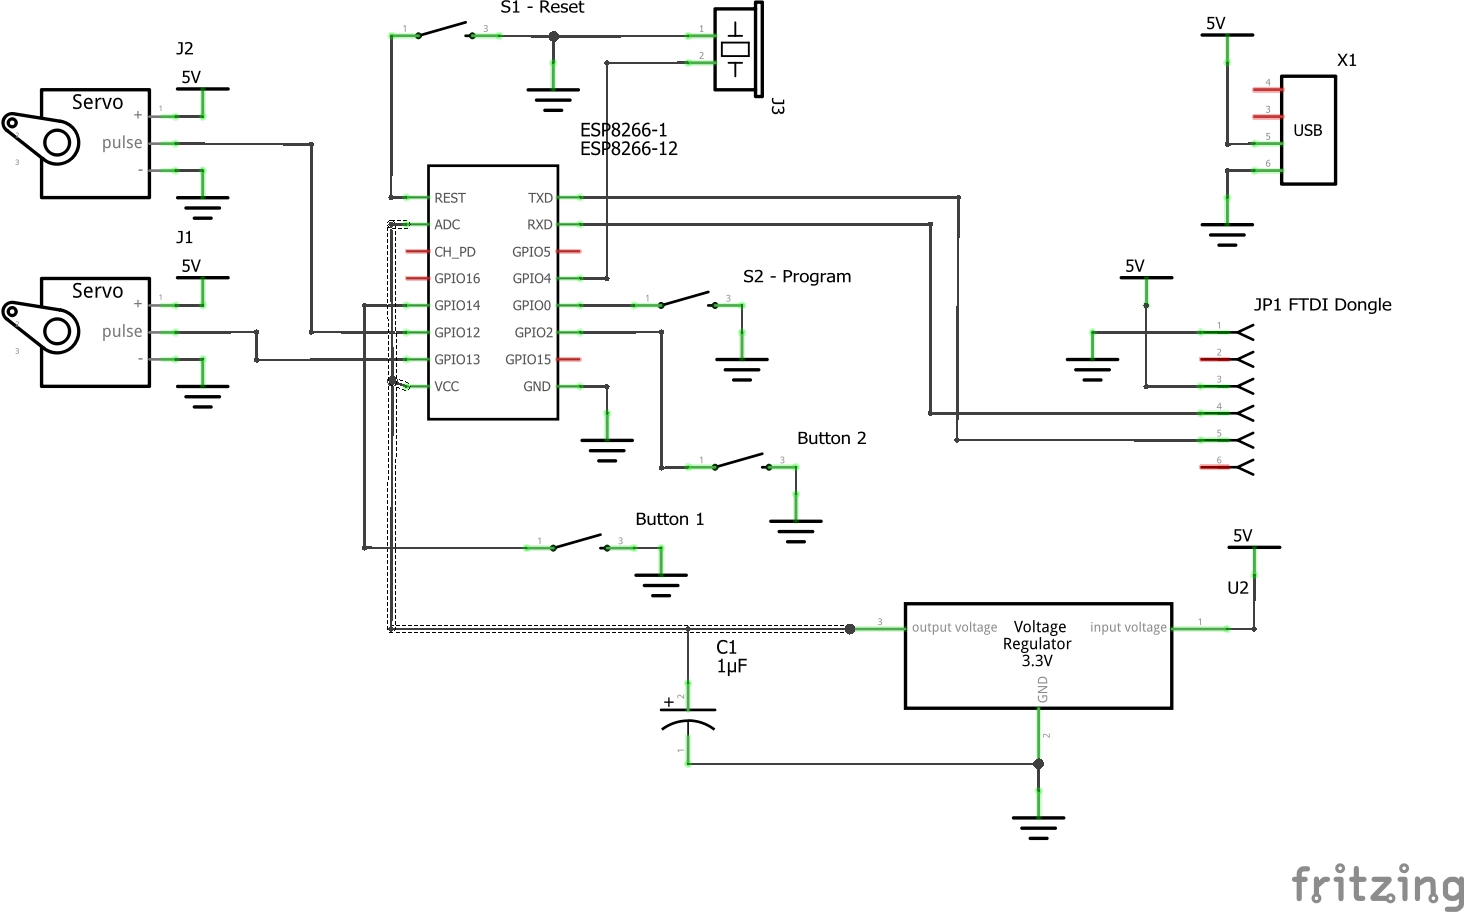 S1 - Reset
1
3
1
2
J3
J2
5V
Servo
+
pulse
-
1
2
3
5V
X1
4
3
5
6
USB
ESP8266-1
ESP8266-12
REST
ADC
CH_PD
GPIO16
GPIO14
GPIO12
GPIO13
VCC
TXD
RXD
GPIO5
GPIO4
GPIO0
GPIO2
GPIO15
GND
J1
5V
Servo
+
pulse
-
1
2
3
S2 - Program
1
3
5V
JP1 FTDI Dongle
1
2
3
4
5
6
Button 2
1
3
Button 1
1
3
5V
U2
3
output voltage
Voltage
Regulator
3.3V
input voltage
1
GND
2
C1
1µF
+
2
1
fritzing